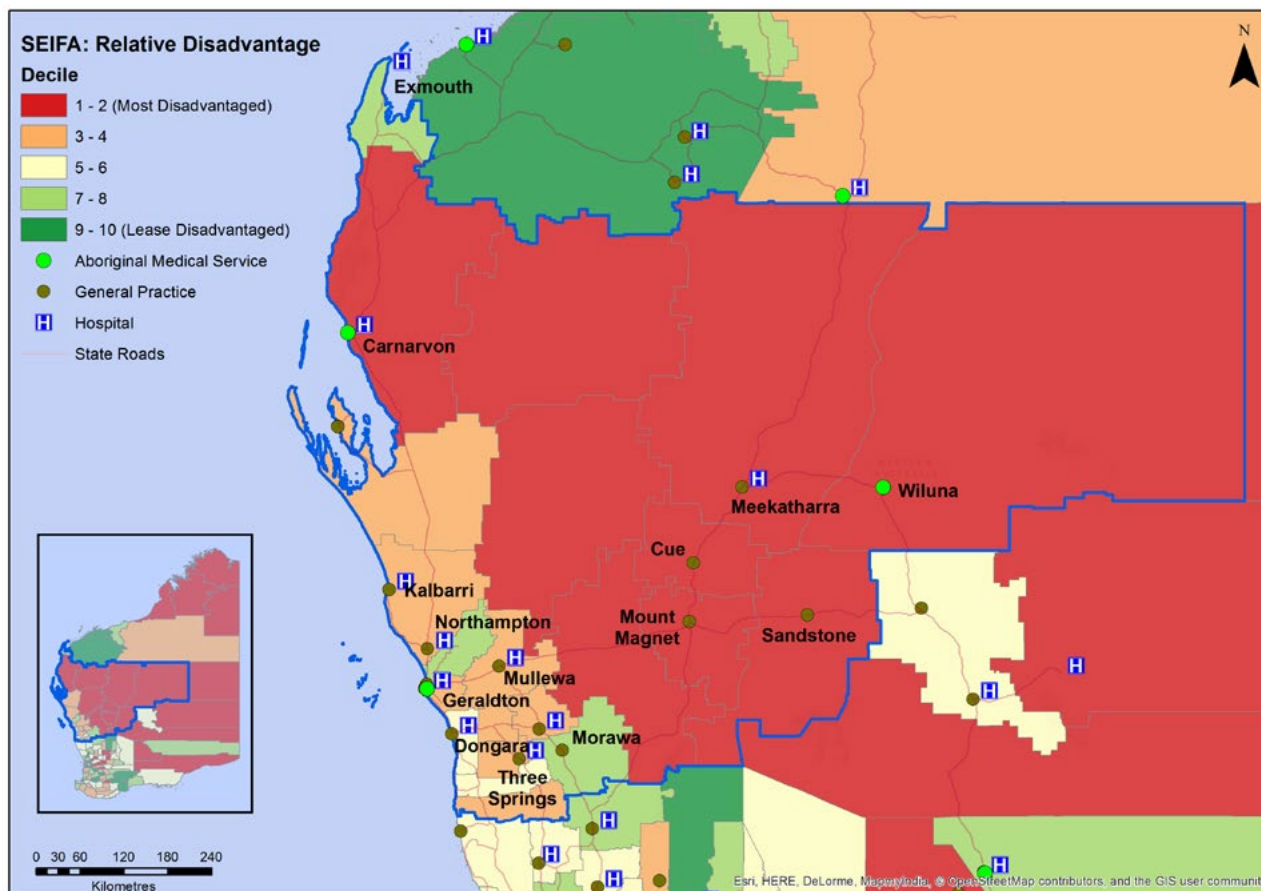 SEIFA: Relative Disadvantage
Decile
1 - 2 (Most Disadvantaged)
3 - 4
5 - 6
7 - 8
9 - 10 (Lease Disadvantaged)
Aboriginal Medical Service
General Practice
H Hospital
State Roads
N
H
H
Exmouth
H
H
H
H
Carnarvon
H
Meekatharra
Wiluna
Cue
H
Kalbarri
Mount
Magnet
Sandstone
Northampton
H
H
Mullewa
H
H
Geraldton
H
H
H
Dongara
Morawa
H
Three
Springs
H
H
H
H
0 30 60 120 180 240
Kilometres
Esri, HERE, DeLorme, MapmyIndia, © OpenStreetMap contributors, and the GIS user communit